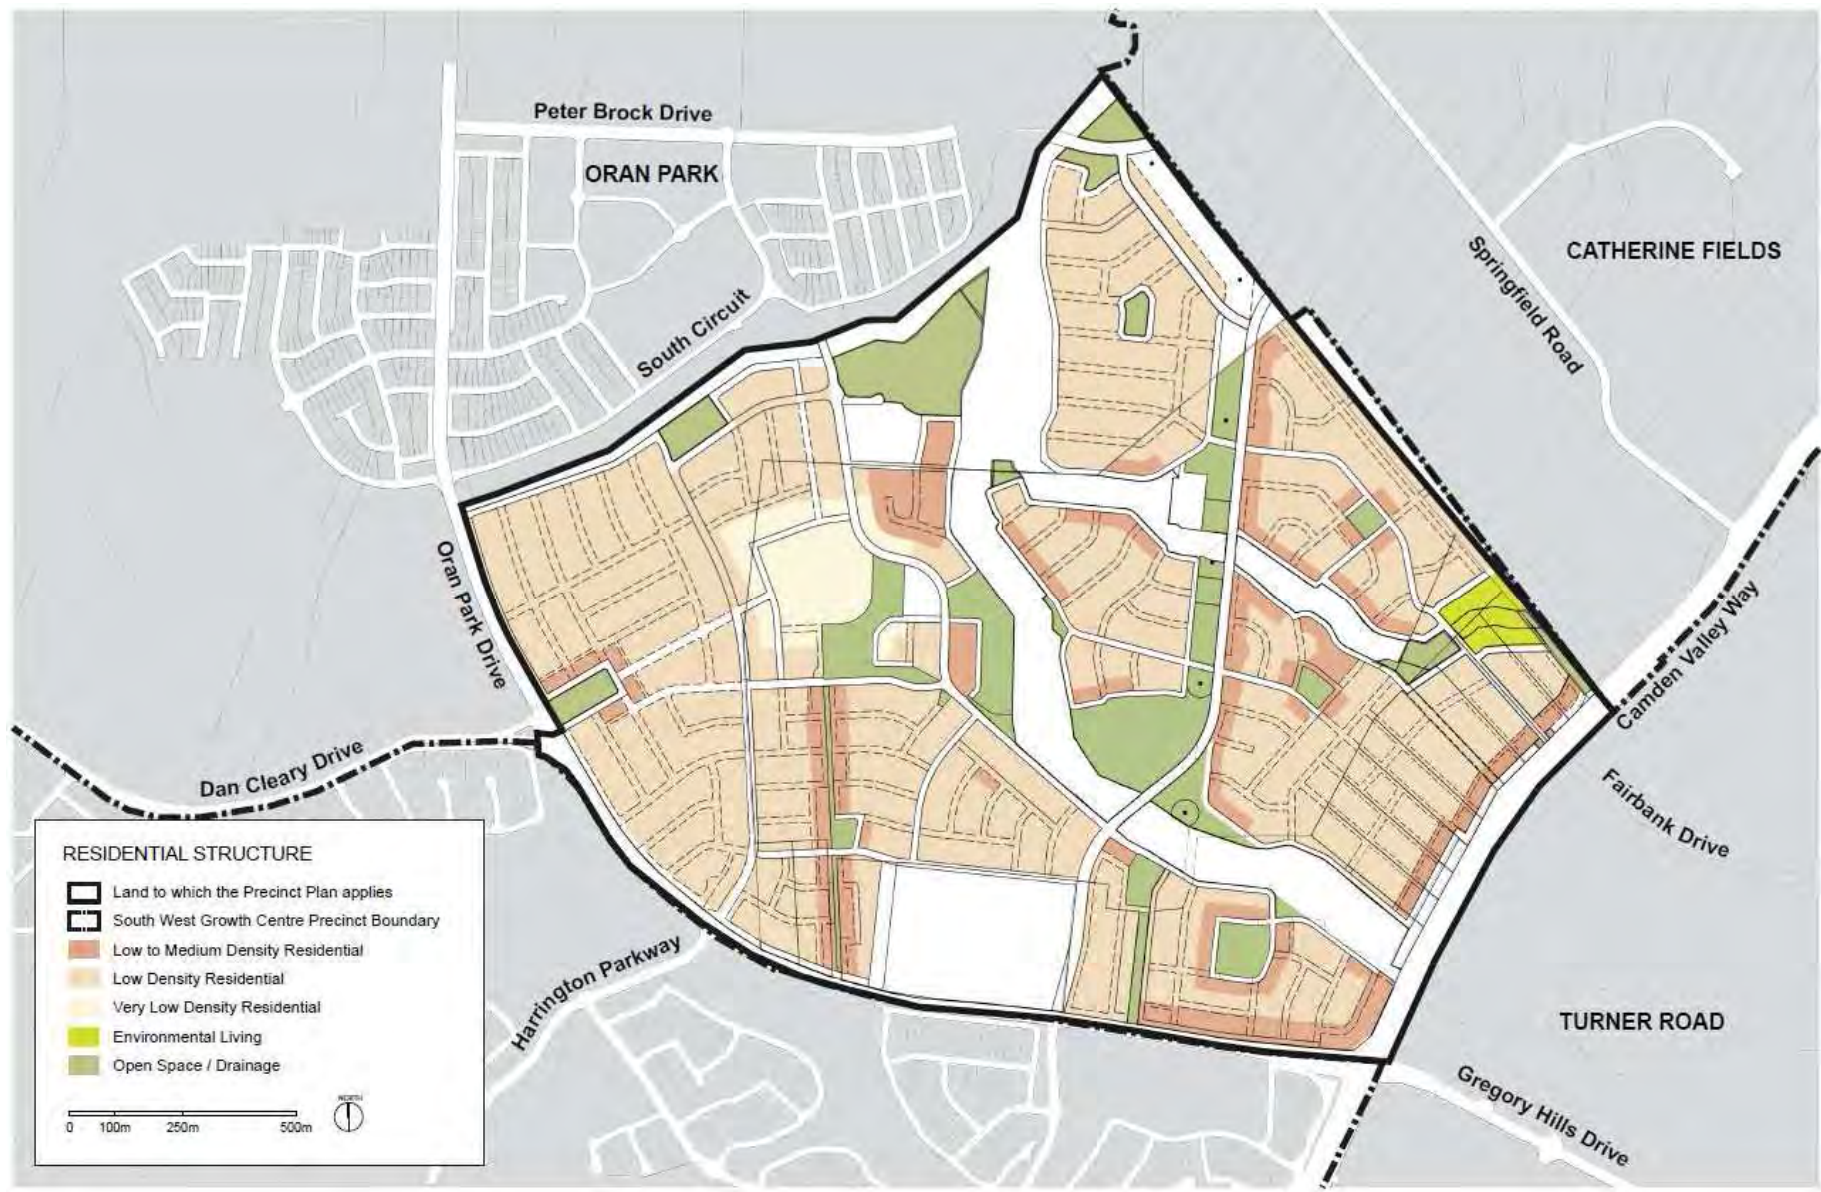 Peter Brock Drive
ORAN PARK
CATHERINE FIELDS
Springfield Road
South Circuit
Oran Park Drive
Camden Valley Way
Dan Cleary Drive
Fairbank Drive
Harrington Parkway
TURNER ROAD
Gregory Hills Drive
RESIDENTIAL STRUCTURE
Land to which the Precinct Plan applies
South West Growth Centre Precinct Boundary
Low to Medium Density Residential
Low Density Residential
Very Low Density Residential
Environmental Living
Open Space / Drainage
NORTH
0 100m 250m 500m